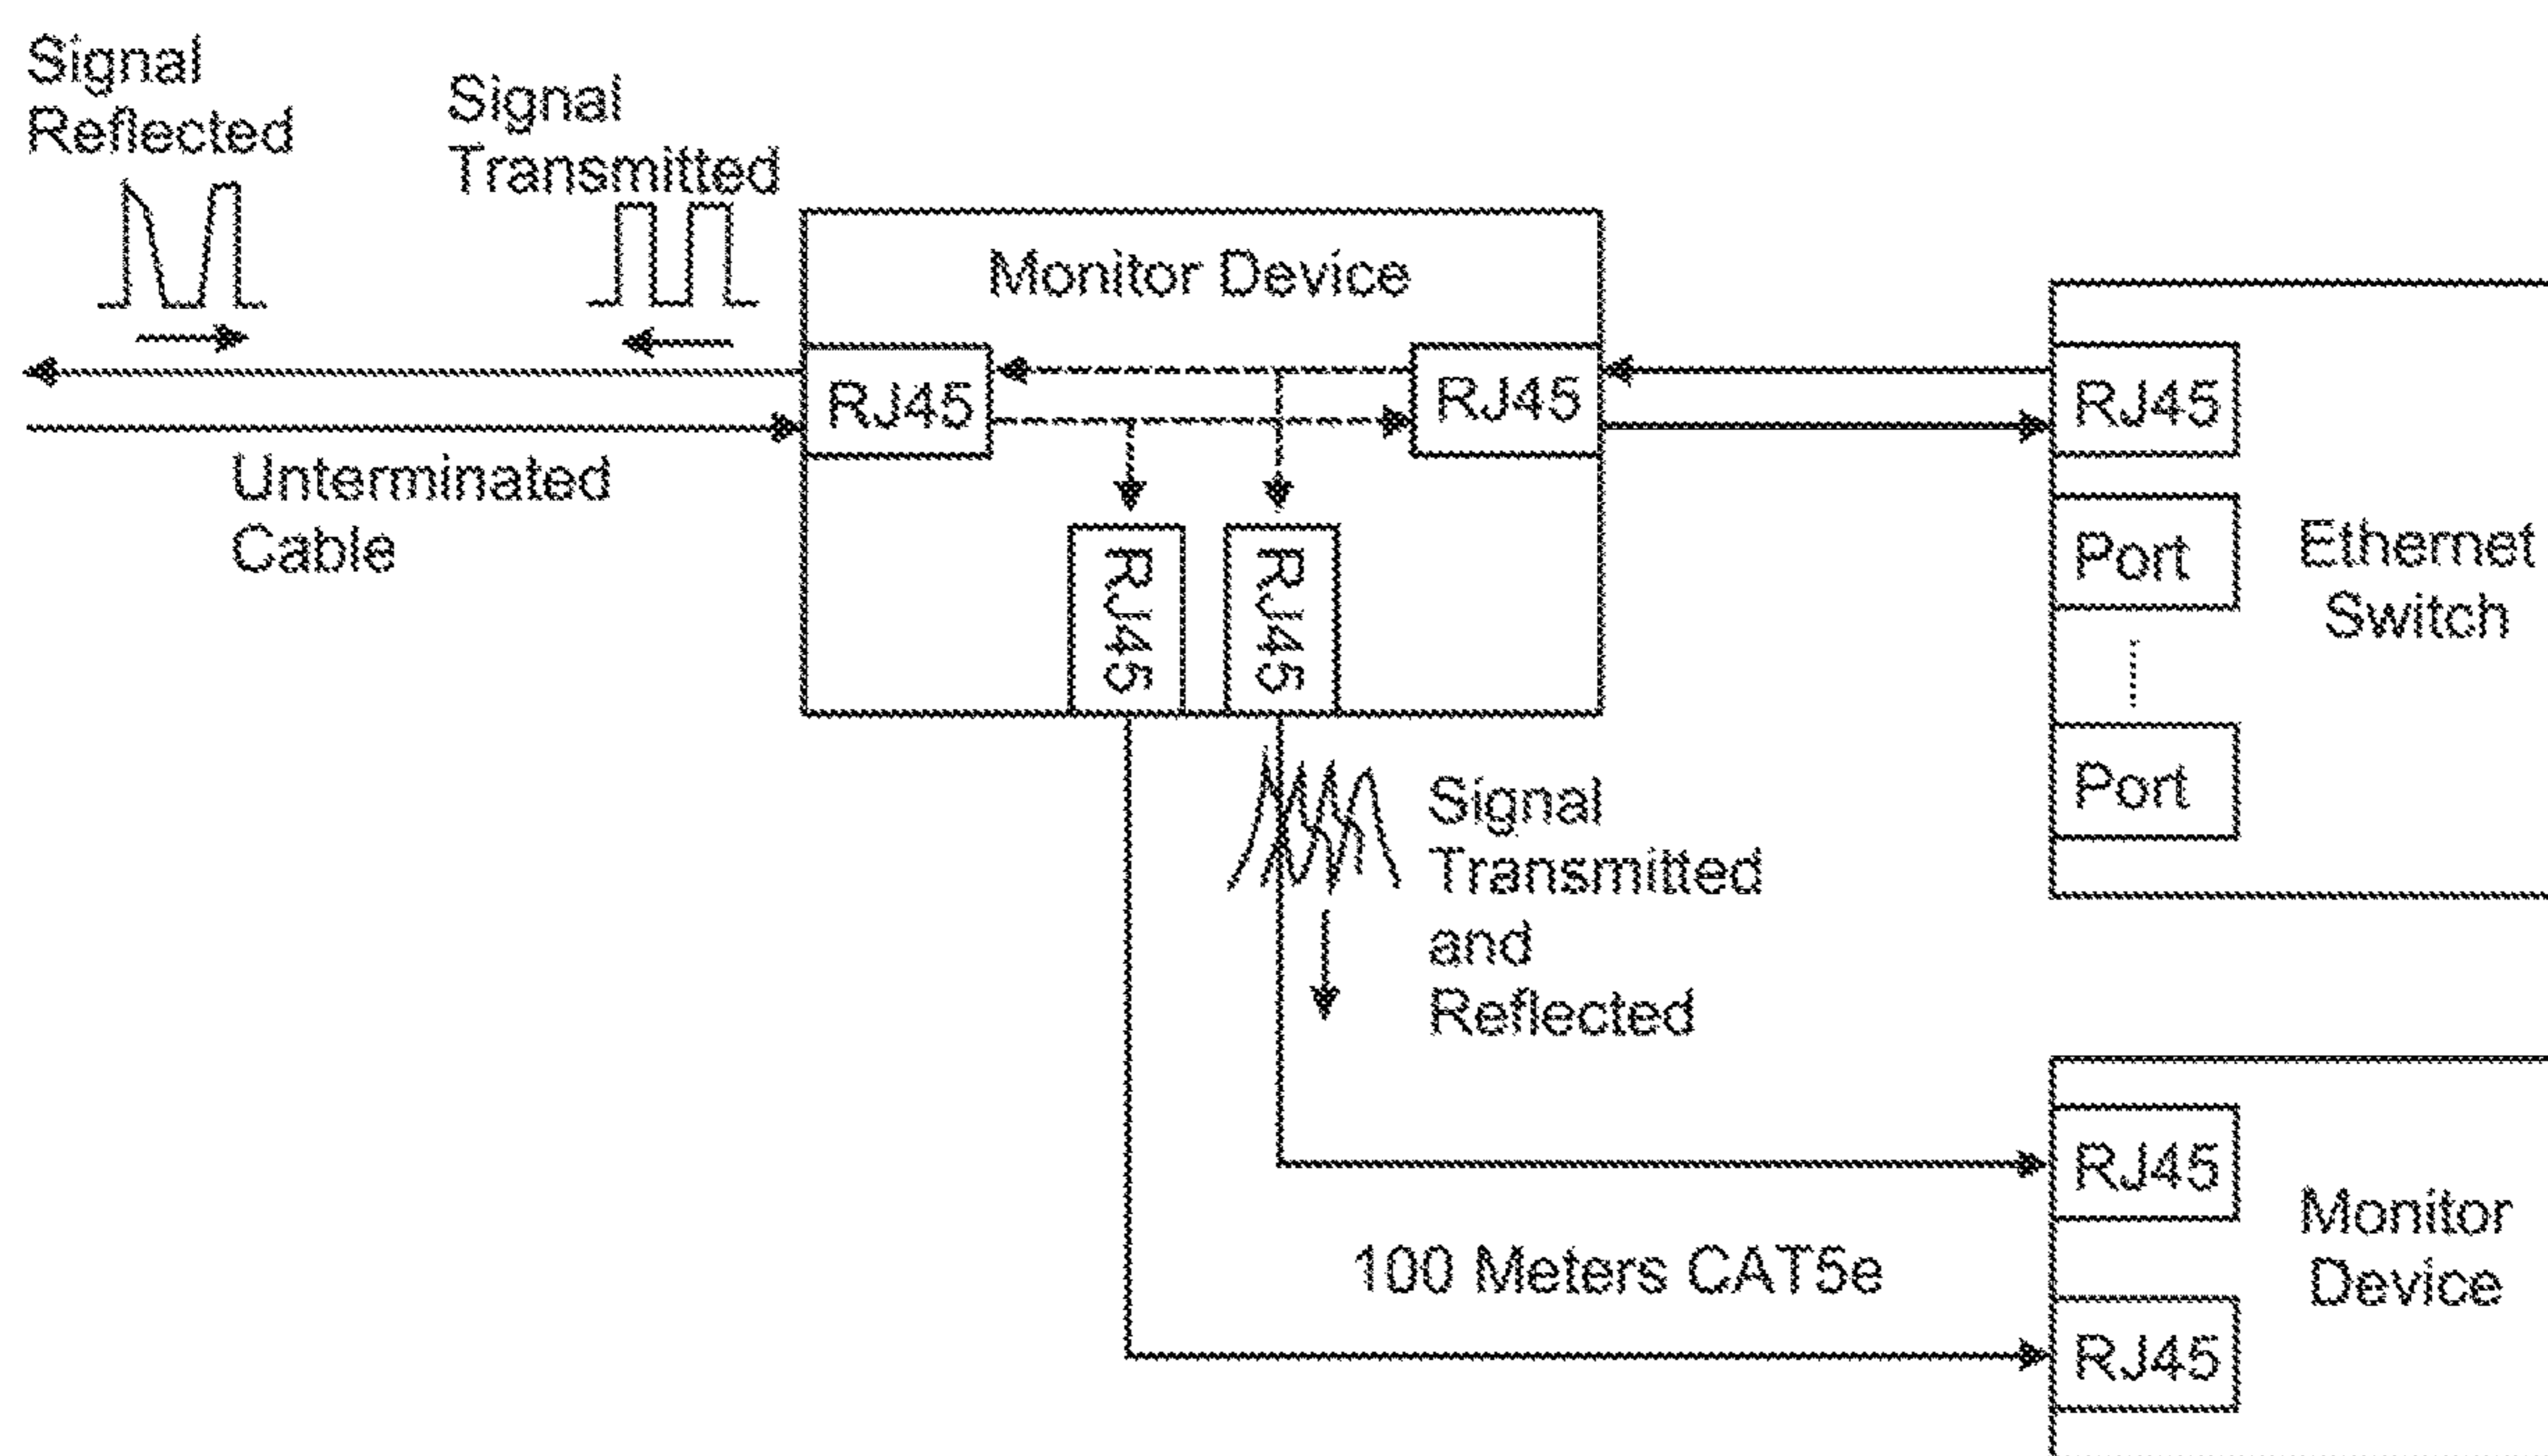 Signal
Reflected
Signal
Transmitted
Monitor Device
RJ45
RJ45
RJ45
Unterminated
Cable
Port
Ethernet
Switch
RJ45
RJ45
Port
Signal
Transmitted
and
Reflected
RJ45
Monitor
Device
100 Meters CAT5e
RJ45